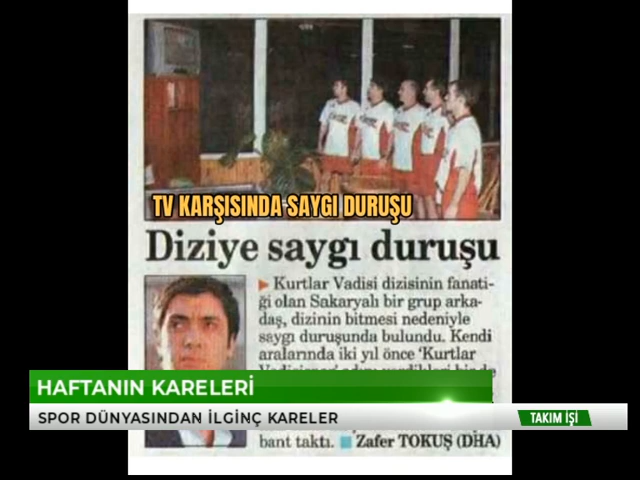 TV KARŞISINDA SAYGI DURUŞU
Diziye saygı duruşu
Kurtlar Vadisi dizisinin fanati-
ği olan Sakaryalı bir grup arka-
daş, dizinin bitmesi nedeniyle
saygı duruşunda bulundu. Kendi
aralarında iki yıl önce 'Kurtlar
HAFTANIN KARELERİ
SPOR DÜNYASINDAN İLGİNÇ KARELER
TAKIM İŞİ
bant taktı. Zafer TOKUŞ (DHA)